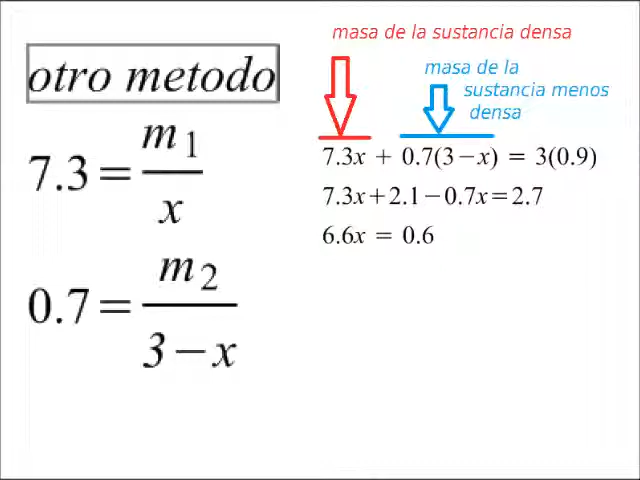 otro metodo
7.3 = m1/x
0.7 = m2/(3−x)
masa de la sustancia densa
masa de la
sustancia menos
densa
7.3x + 0.7(3−x) = 3(0.9)
7.3x+2.1−0.7x=2.7
6.6x = 0.6